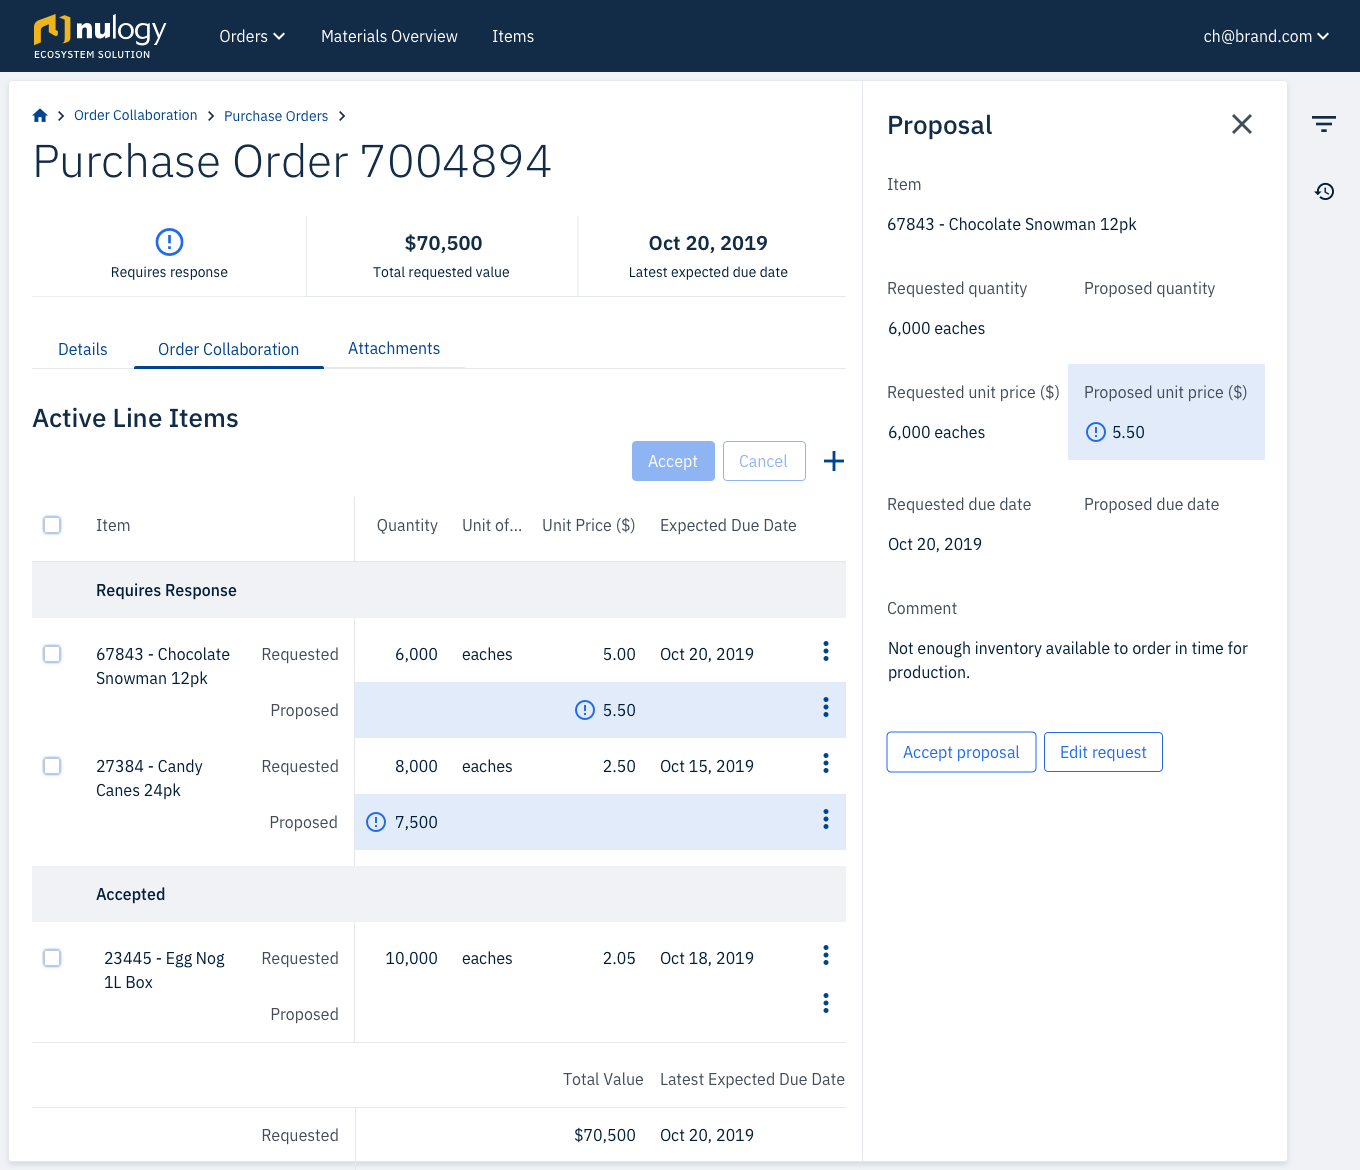 nulogy
ECOSYSTEM SOLUTION
Orders
Materials Overview
Items
ch@brand.com
Order Collaboration
Purchase Orders
Purchase Order 7004894
Requires response
$70,500
Total requested value
Oct 20, 2019
Latest expected due date
Details
Order Collaboration
Attachments
Active Line Items
Accept
Cancel
Item Quantity Unit of... Unit Price ($) Expected Due Date
Requires Response
67843 - Chocolate Requested 6,000 eaches 5.00 Oct 20, 2019
Snowman 12pk
Proposed 5.50
27384 - Candy Requested 8,000 eaches 2.50 Oct 15, 2019
Canes 24pk
Proposed 7,500
Accepted
23445 - Egg Nog Requested 10,000 eaches 2.05 Oct 18, 2019
1L Box
Proposed
Total Value Latest Expected Due Date
Requested $70,500 Oct 20, 2019
Proposal
Item
67843 - Chocolate Snowman 12pk
Requested quantity Proposed quantity
6,000 eaches
Requested unit price ($) Proposed unit price ($)
6,000 eaches 5.50
Requested due date Proposed due date
Oct 20, 2019
Comment
Not enough inventory available to order in time for
production.
Accept proposal
Edit request